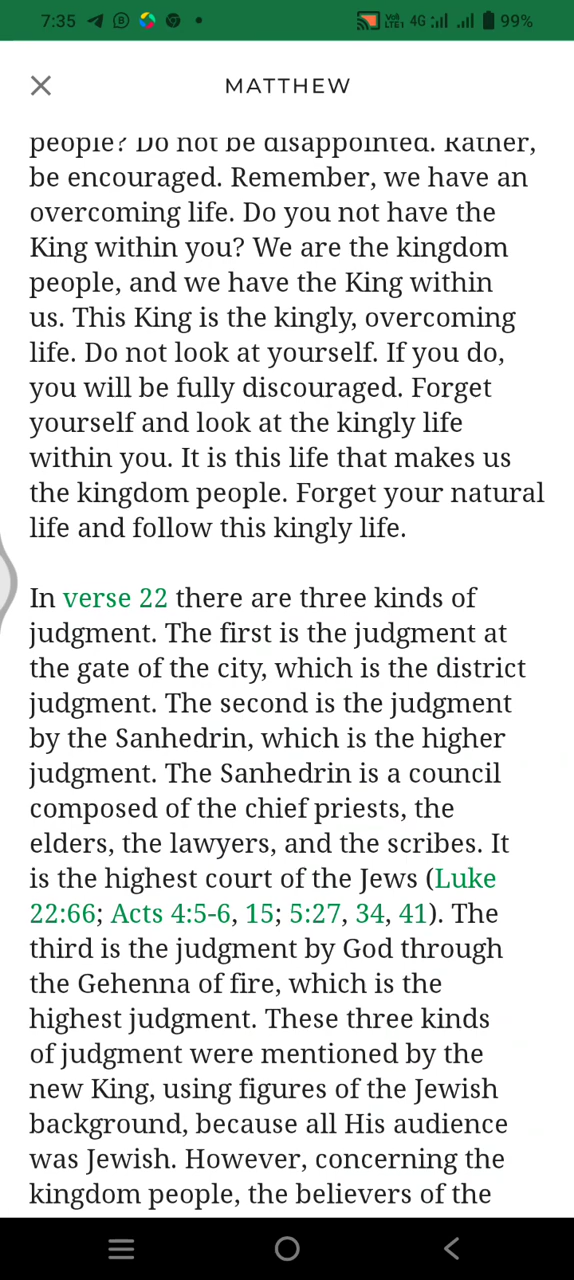 7:35
4G 99%
MATTHEW
people? Do not be disappointed. Rather,
be encouraged. Remember, we have an
overcoming life. Do you not have the
King within you? We are the kingdom
people, and we have the King within
us. This King is the kingly, overcoming
life. Do not look at yourself. If you do,
you will be fully discouraged. Forget
yourself and look at the kingly life
within you. It is this life that makes us
the kingdom people. Forget your natural
life and follow this kingly life.
In verse 22 there are three kinds of
judgment. The first is the judgment at
the gate of the city, which is the district
judgment. The second is the judgment
by the Sanhedrin, which is the higher
judgment. The Sanhedrin is a council
composed of the chief priests, the
elders, the lawyers, and the scribes. It
is the highest court of the Jews (Luke
22:66; Acts 4:5-6, 15; 5:27, 34, 41). The
third is the judgment by God through
the Gehenna of fire, which is the
highest judgment. These three kinds
of judgment were mentioned by the
new King, using figures of the Jewish
background, because all His audience
was Jewish. However, concerning the
kingdom people, the believers of the